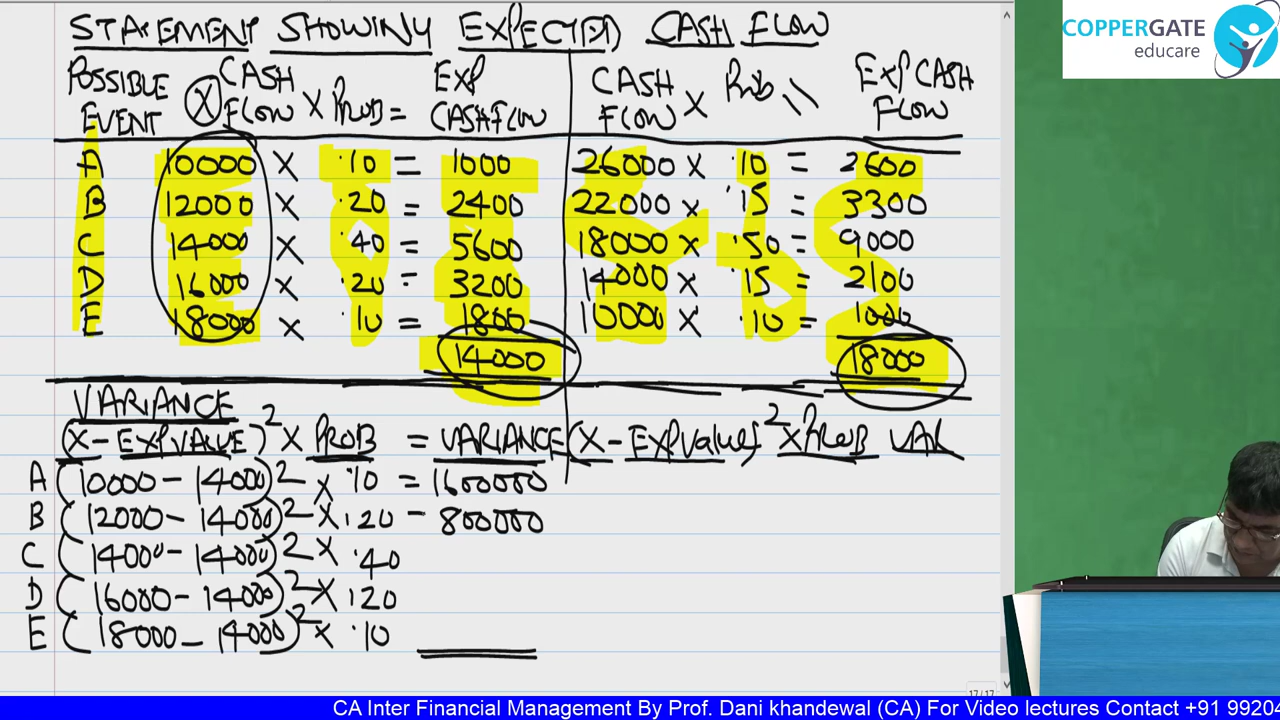 COPPERGATE
educare
STATEMENT SHOWING EXPECTED CASH FLOW
POSSIBLE EVENT (X) CASH FLOW X PROB = EXP CASHFLOW CASH FLOW X Prob = EXP CASH FLOW
A 10000 X .10 = 1000 26000 X .10 = 2600
B 12000 X .20 = 2400 22000 X .15 = 3300
C 14000 X .40 = 5600 18000 X .50 = 9000
D 16000 X .20 = 3200 14000 X .15 = 2100
E 18000 X .10 = 1800 10000 X .10 = 1000
14000 18000
VARIANCE
(X - EXP VALUE)² X PROB = VARIANCE (X - EXP Value)² X PROB VAR
A (10000 - 14000)² X .10 = 1600000
B (12000 - 14000)² X .20 - 800000
C (14000 - 14000)² X .40
D (16000 - 14000)² X .20
E (18000 - 14000)² X .10
17/17
CA Inter Financial Management By Prof. Dani khandewal (CA) For Video lectures Contact +91 9920